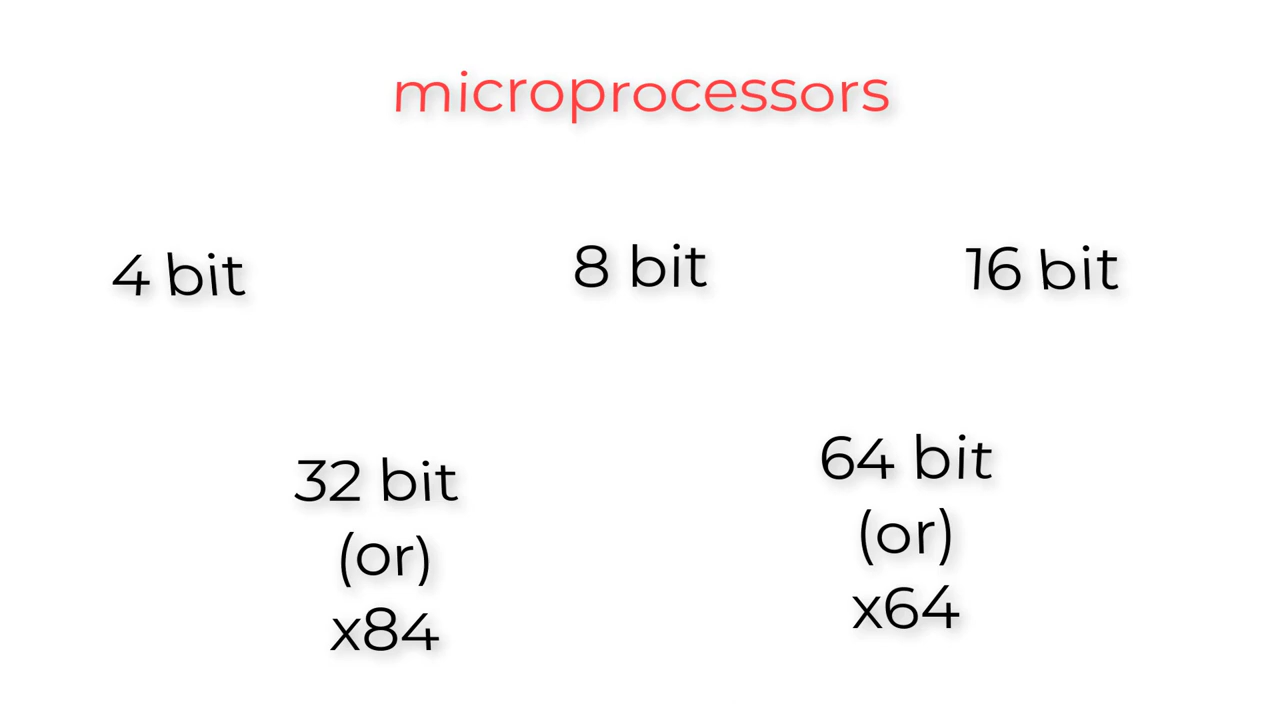 microprocessors
4 bit
8 bit
16 bit
32 bit
(or)
x84
64 bit
(or)
x64